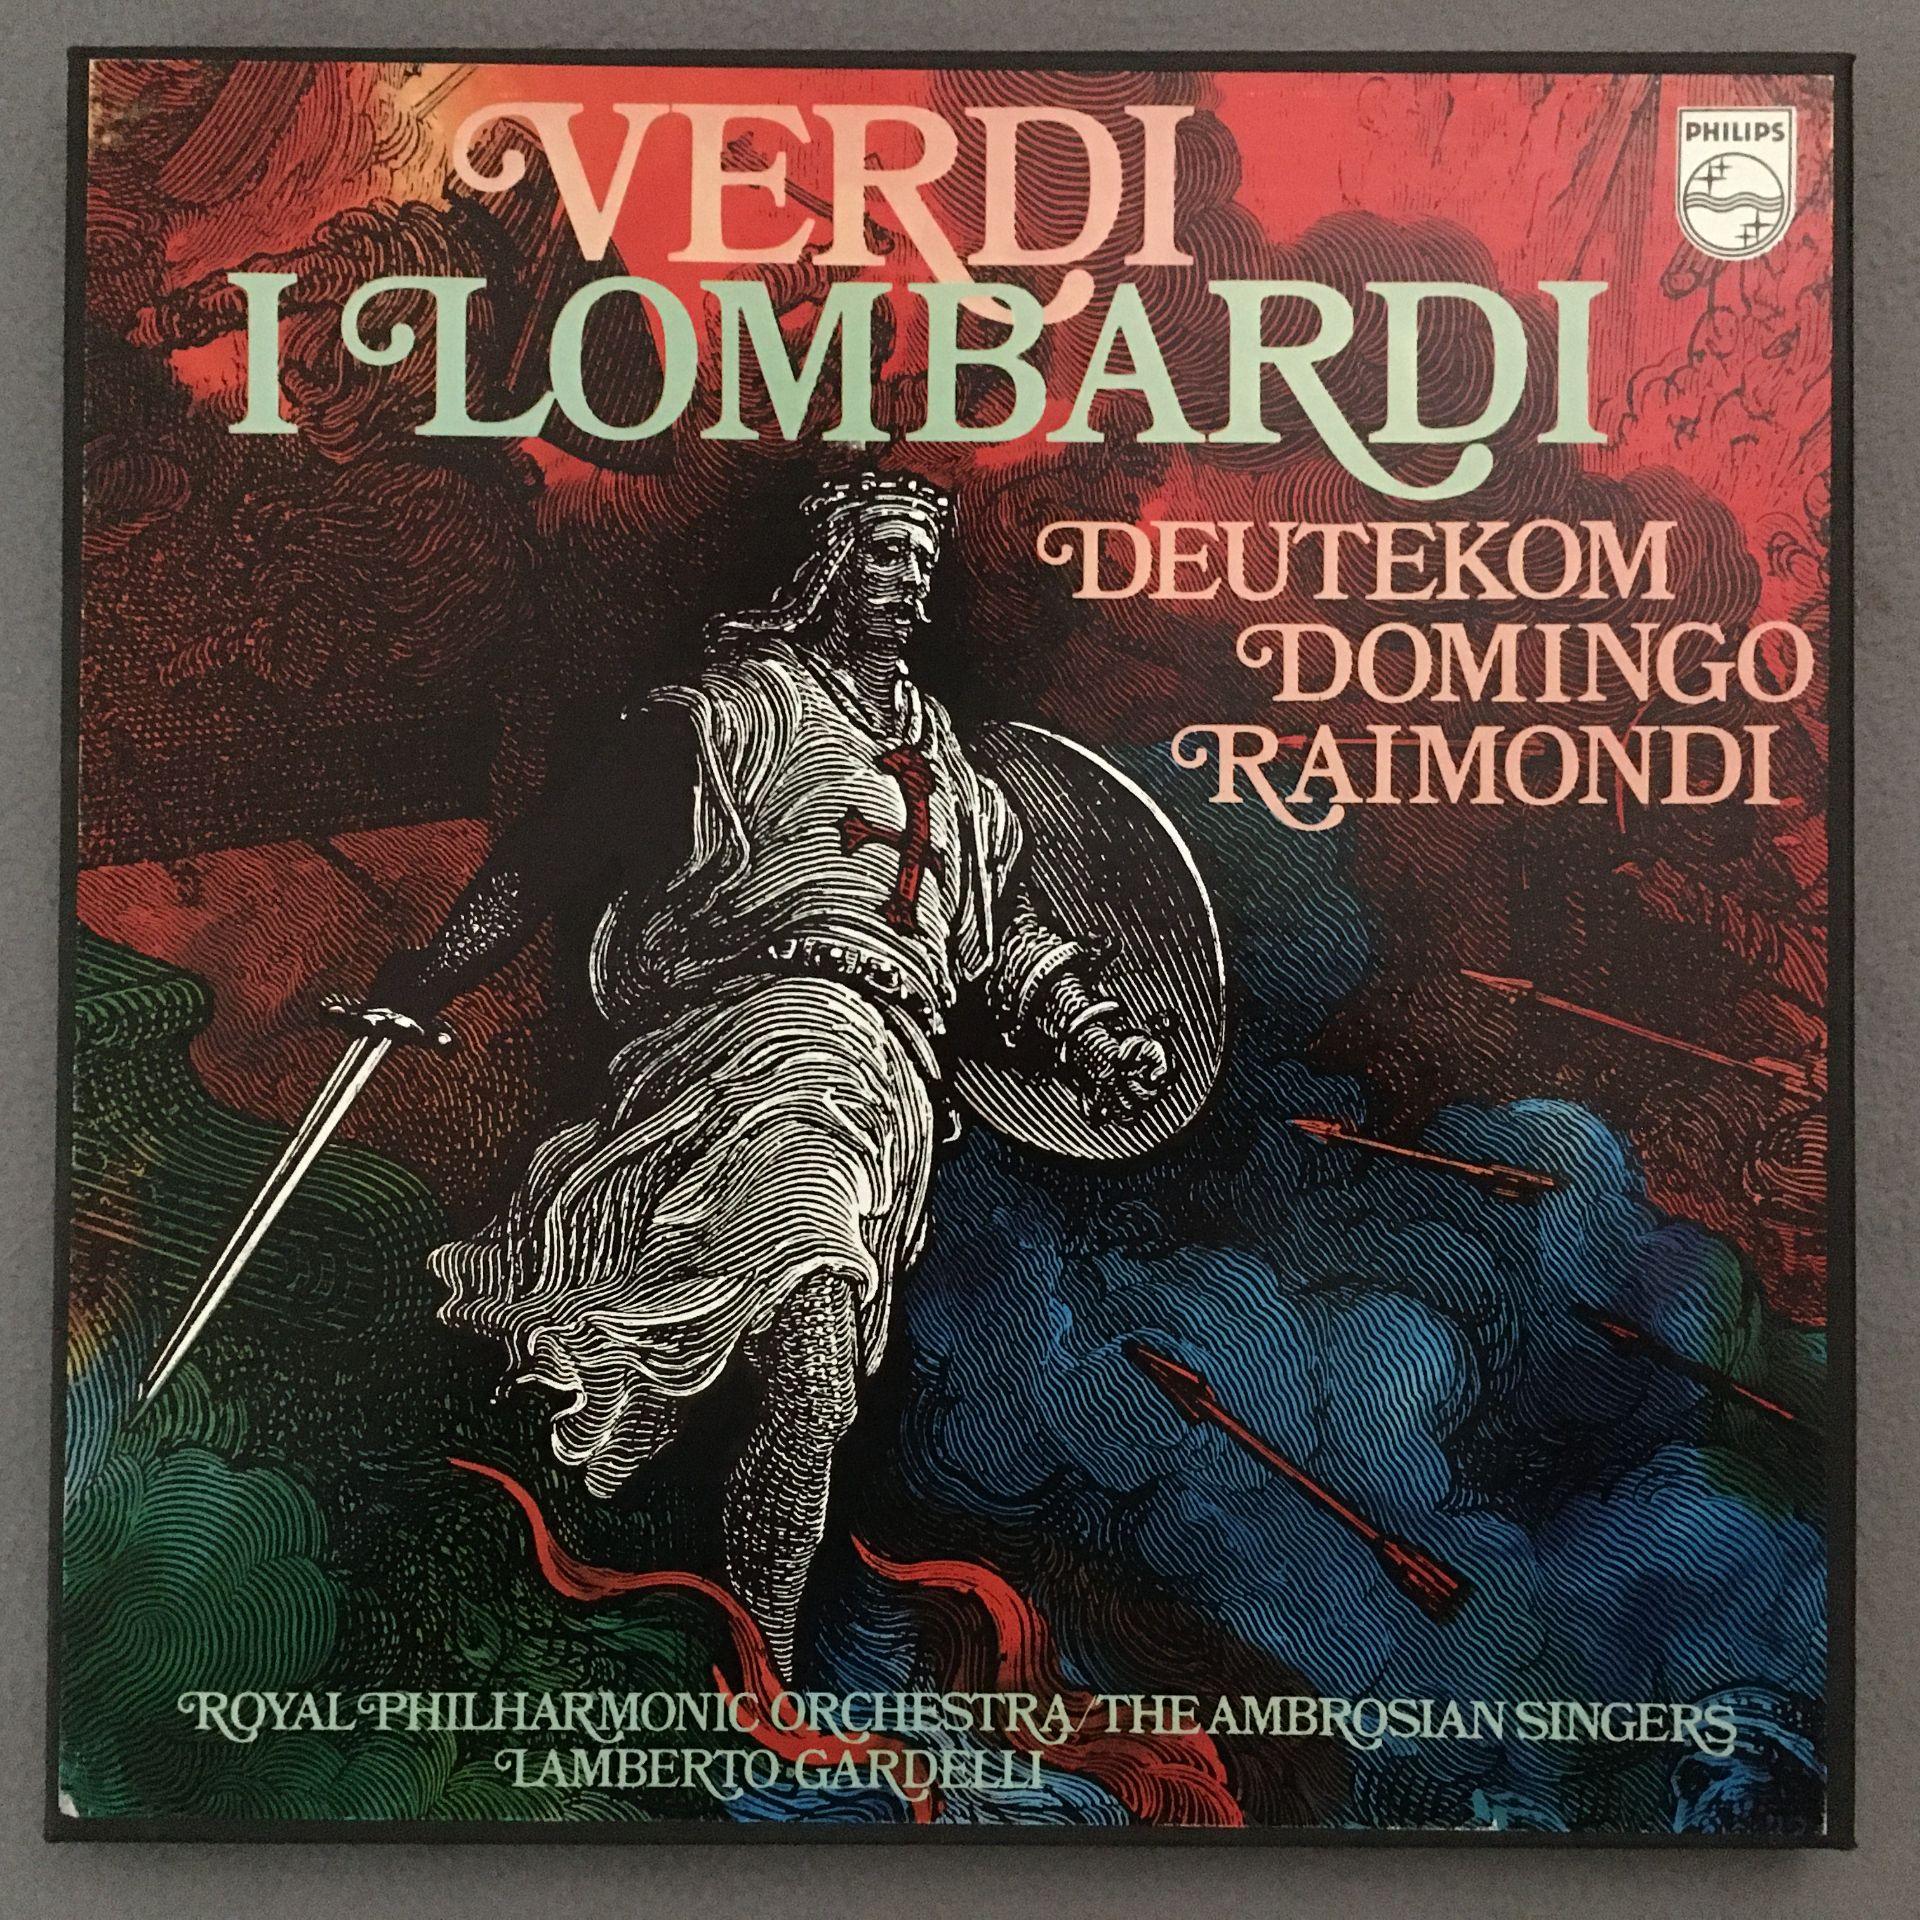 VERDI
PHILIPS
I LOMBARDI
DEUTEKOM
DOMINGO
RAIMONDI
ROYAL PHILHARMONIC ORCHESTRA/THE AMBROSIAN SINGERS
LAMBERTO GARDELLI